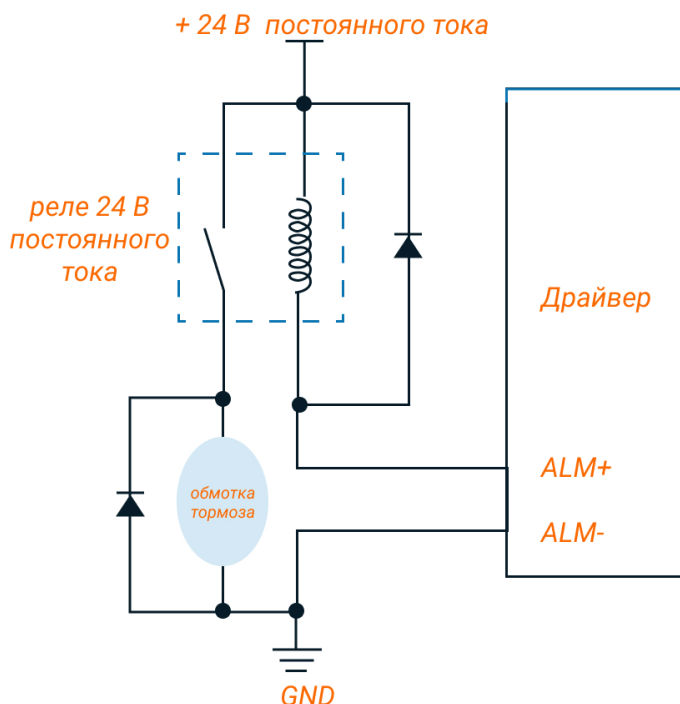 + 24 В постоянного тока
реле 24 В
постоянного
тока
Драйвер
ALM+
обмотка
тормоза
ALM-
GND